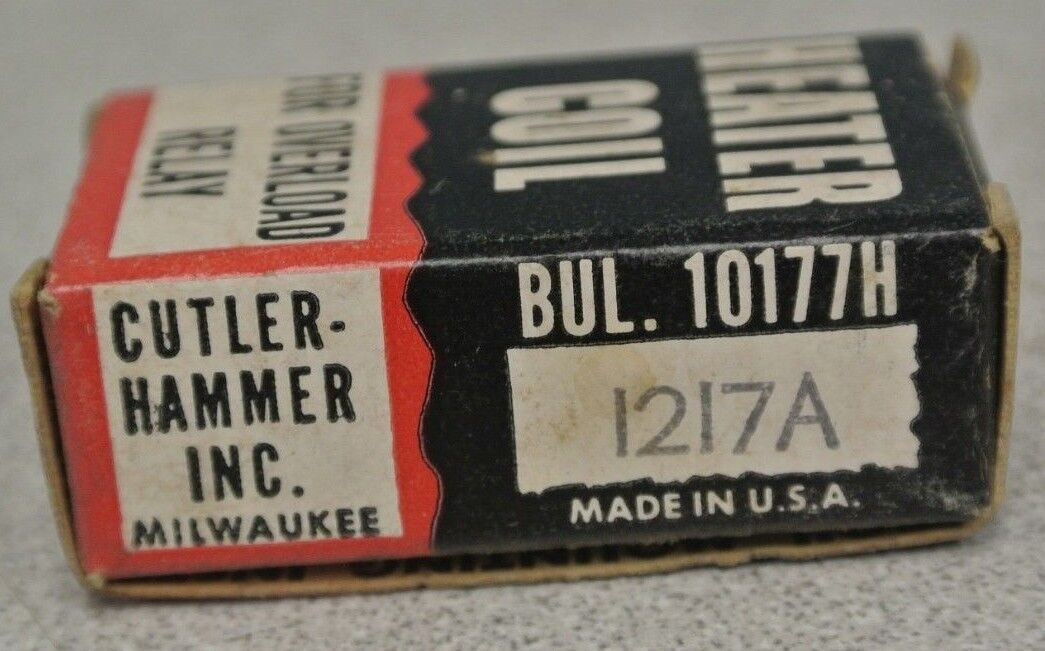 HEATER
COIL
FOR OVERLOAD
RELAY
CUTLER-
HAMMER
INC.
MILWAUKEE
BUL. 10177H
1217A
MADE IN U.S.A.